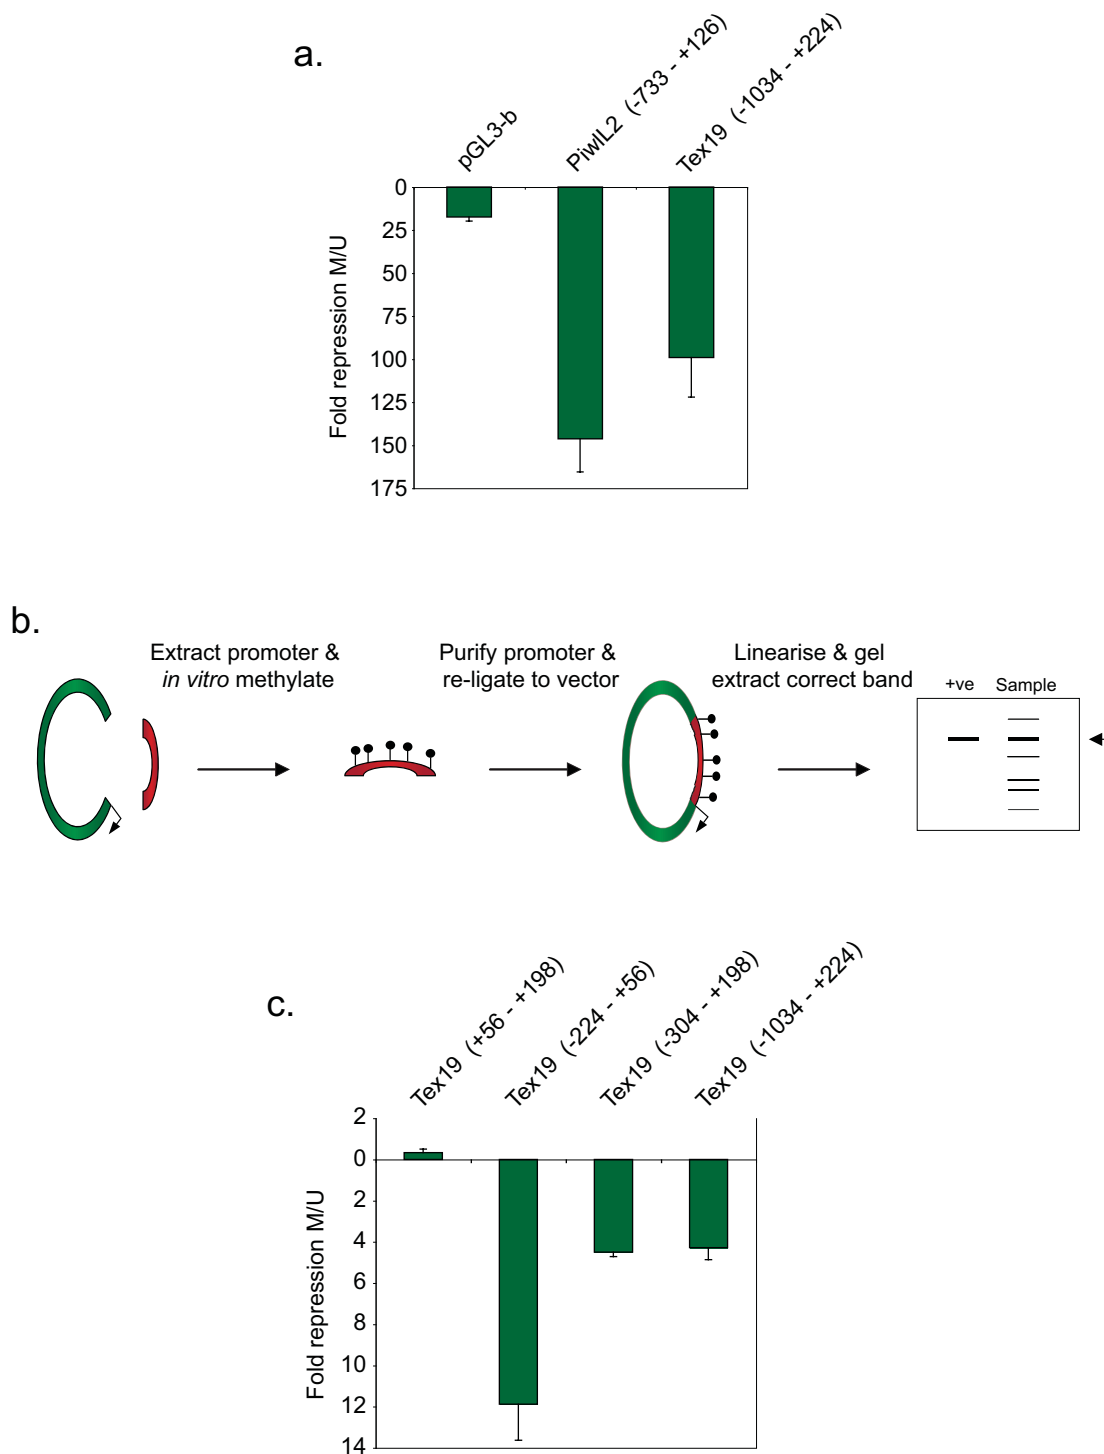 a.
pGL3-b
PiwlL2 (-733 - +126)
Tex19 (-1034 - +224)
Fold repression M/U
0
25
50
75
100
125
150
175
b.
Extract promoter &
in vitro methylate
Purify promoter &
re-ligate to vector
Linearise & gel
extract correct band
+ve
Sample
c.
Tex19 (+56 - +198)
Tex19 (-224 - +56)
Tex19 (-304 - +198)
Tex19 (-1034 - +224)
Fold repression M/U
2
0
2
4
6
8
10
12
14